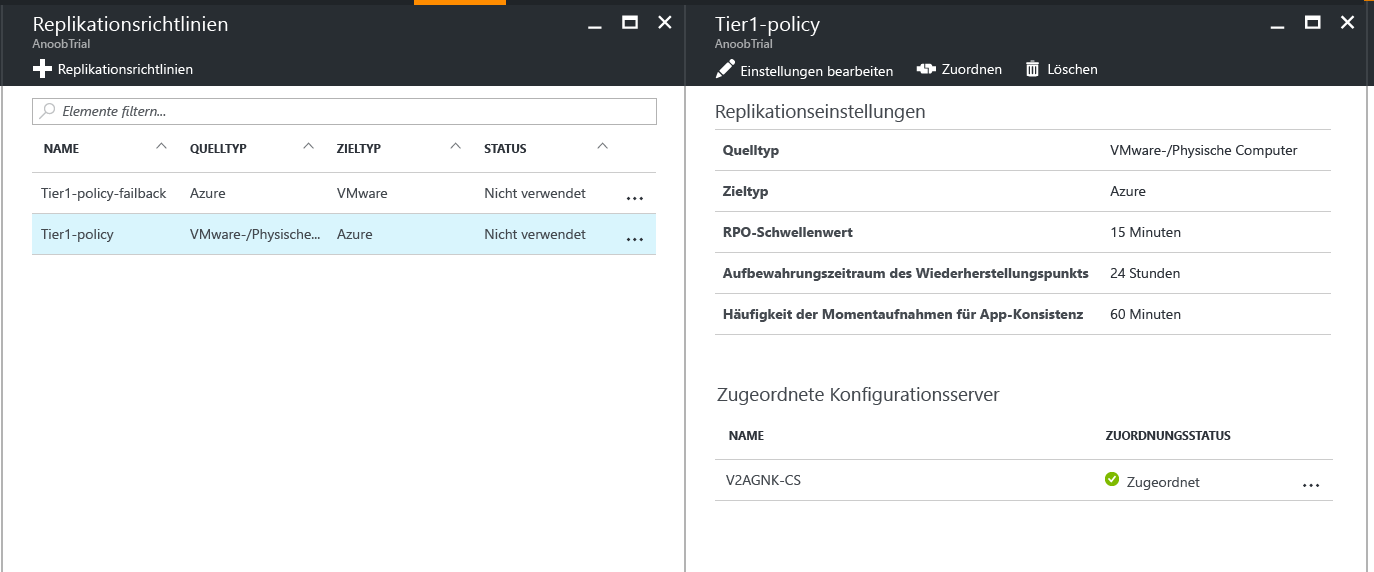 Replikationsrichtlinien
AnoobTrial
Replikationsrichtlinien
Elemente filtern...
NAME QUELLTYP ZIELTYP STATUS
Tier1-policy-failback Azure VMware Nicht verwendet ...
Tier1-policy VMware-/Physische... Azure Nicht verwendet ...
Tier1-policy
AnoobTrial
Einstellungen bearbeiten Zuordnen Löschen
Replikationseinstellungen
Quelltyp VMware-/Physische Computer
Zieltyp Azure
RPO-Schwellenwert 15 Minuten
Aufbewahrungszeitraum des Wiederherstellungspunkts 24 Stunden
Häufigkeit der Momentaufnahmen für App-Konsistenz 60 Minuten
Zugeordnete Konfigurationsserver
NAME ZUORDNUNGSSTATUS
V2AGNK-CS Zugeordnet ...